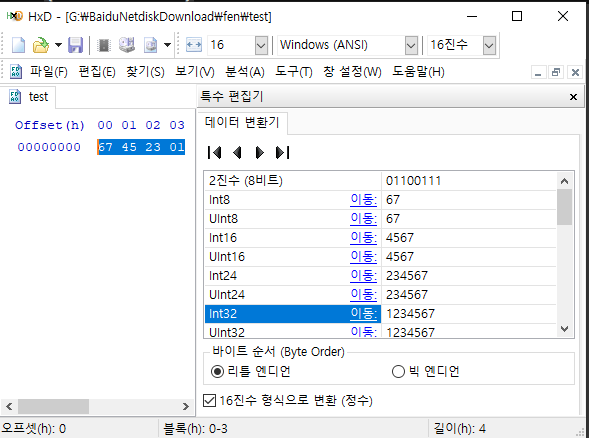 HxD - [G:₩BaiduNetdiskDownload₩fen₩test]
16 Windows (ANSI) 16진수
파일(F) 편집(E) 찾기(S) 보기(V) 분석(A) 도구(T) 창 설정(W) 도움말(H)
test
특수 편집기
데이터 변환기
Offset(h) 00 01 02 03
00000000 67 45 23 01
2진수 (8비트) 01100111
Int8 이동: 67
UInt8 이동: 67
Int16 이동: 4567
UInt16 이동: 4567
Int24 이동: 234567
UInt24 이동: 234567
Int32 이동: 1234567
UInt32 이동: 1234567
바이트 순서 (Byte Order)
리틀 엔디언 빅 엔디언
16진수 형식으로 변환 (정수)
오프셋(h): 0 블록(h): 0-3 길이(h): 4